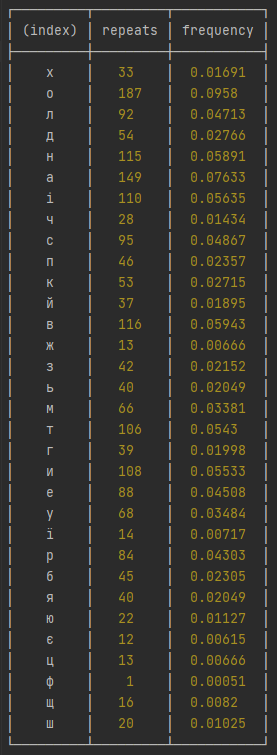 (index) repeats frequency
х 33 0.01691
о 187 0.0958
л 92 0.04713
д 54 0.02766
н 115 0.05891
а 149 0.07633
і 110 0.05635
ч 28 0.01434
с 95 0.04867
п 46 0.02357
к 53 0.02715
й 37 0.01895
в 116 0.05943
ж 13 0.00666
з 42 0.02152
ь 40 0.02049
м 66 0.03381
т 106 0.0543
г 39 0.01998
и 108 0.05533
е 88 0.04508
у 68 0.03484
ї 14 0.00717
р 84 0.04303
б 45 0.02305
я 40 0.02049
ю 22 0.01127
є 12 0.00615
ц 13 0.00666
ф 1 0.00051
щ 16 0.0082
ш 20 0.01025